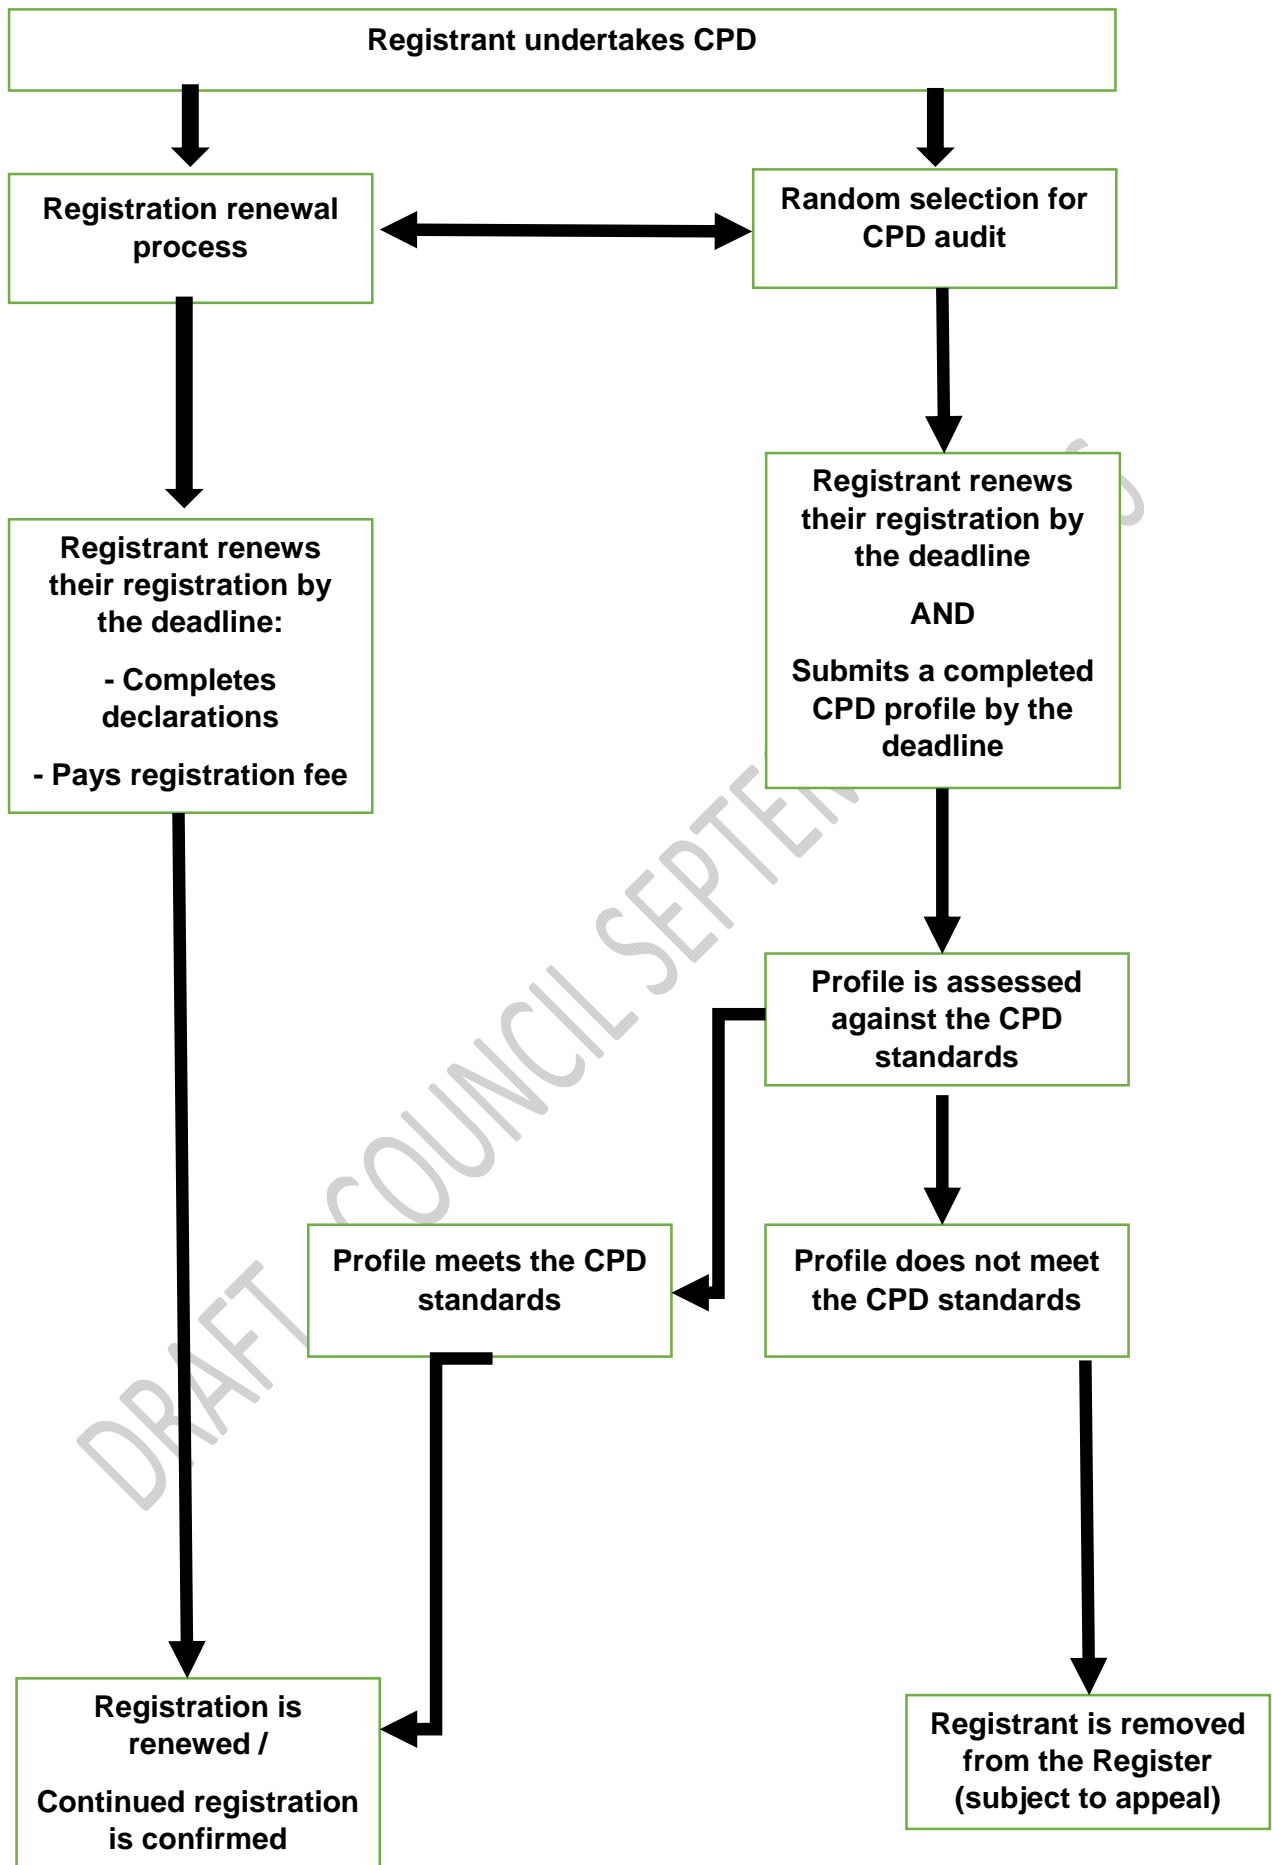 Registrant undertakes CPD
Registration renewal
process
Random selection for
CPD audit
Registrant renews
their registration by
the deadline
AND
Submits a completed
CPD profile by the
deadline
Registrant renews
their registration by
the deadline:
- Completes
declarations
- Pays registration fee
Profile is assessed
against the CPD
standards
Profile meets the CPD
standards
Profile does not meet
the CPD standards
Registration is
renewed /
Continued registration
is confirmed
Registrant is removed
from the Register
(subject to appeal)
DRAFT COUNCIL